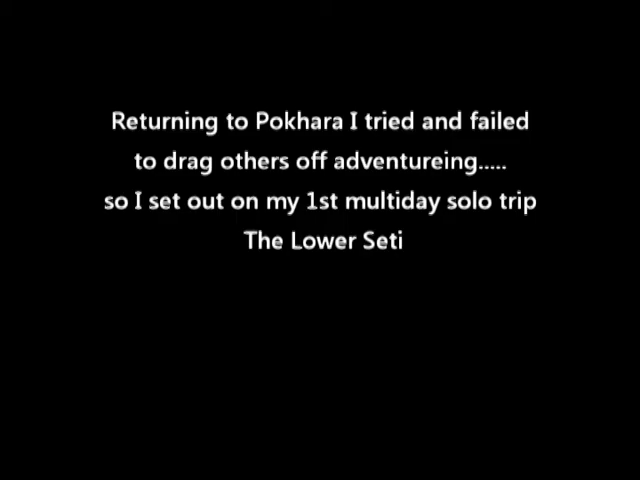 Returning to Pokhara I tried and failed
to drag others off adventureing.....
so I set out on my 1st multiday solo trip
The Lower Seti